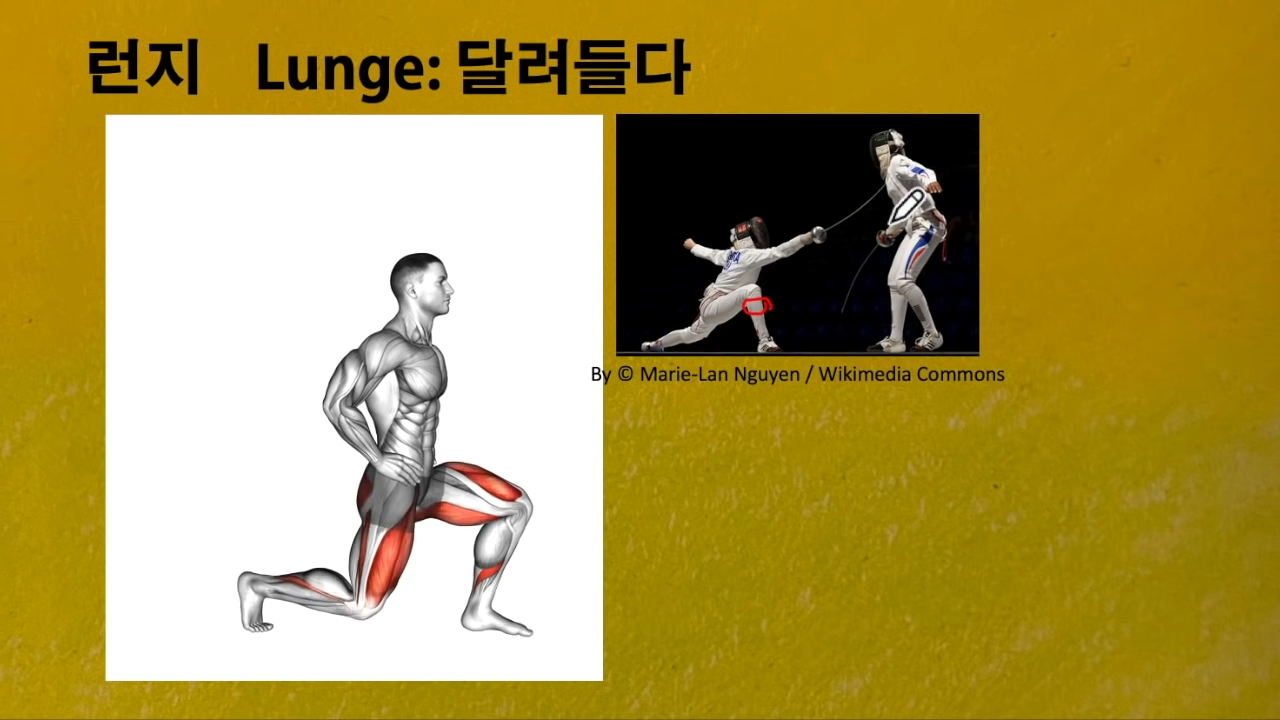 런지 Lunge: 달려들다
By © Marie-Lan Nguyen / Wikimedia Commons